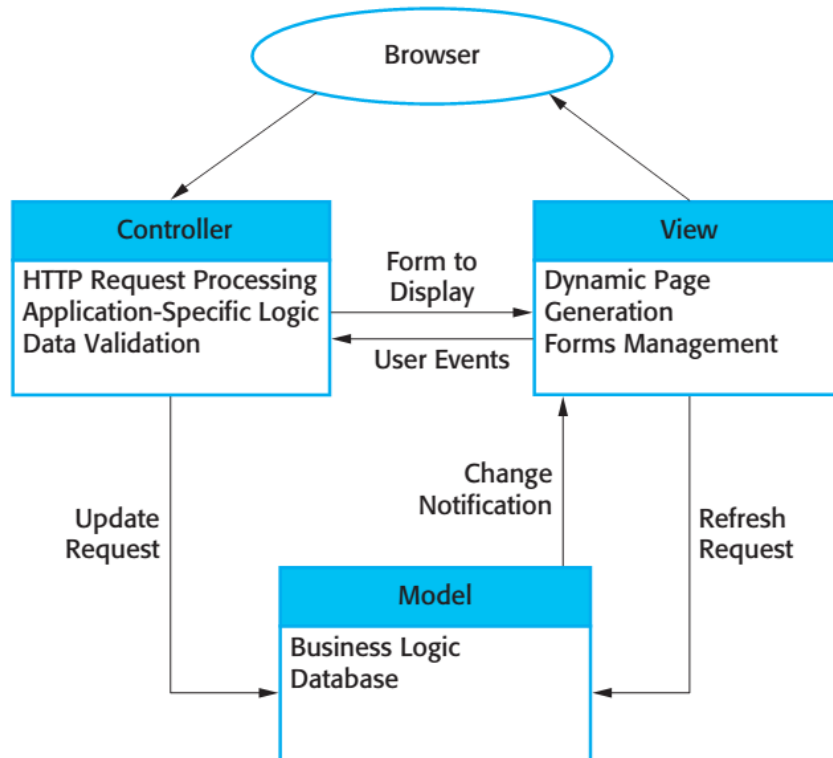 Browser
Controller
HTTP Request Processing
Application-Specific Logic
Data Validation
Form to
Display
User Events
View
Dynamic Page
Generation
Forms Management
Update
Request
Change
Notification
Refresh
Request
Model
Business Logic
Database